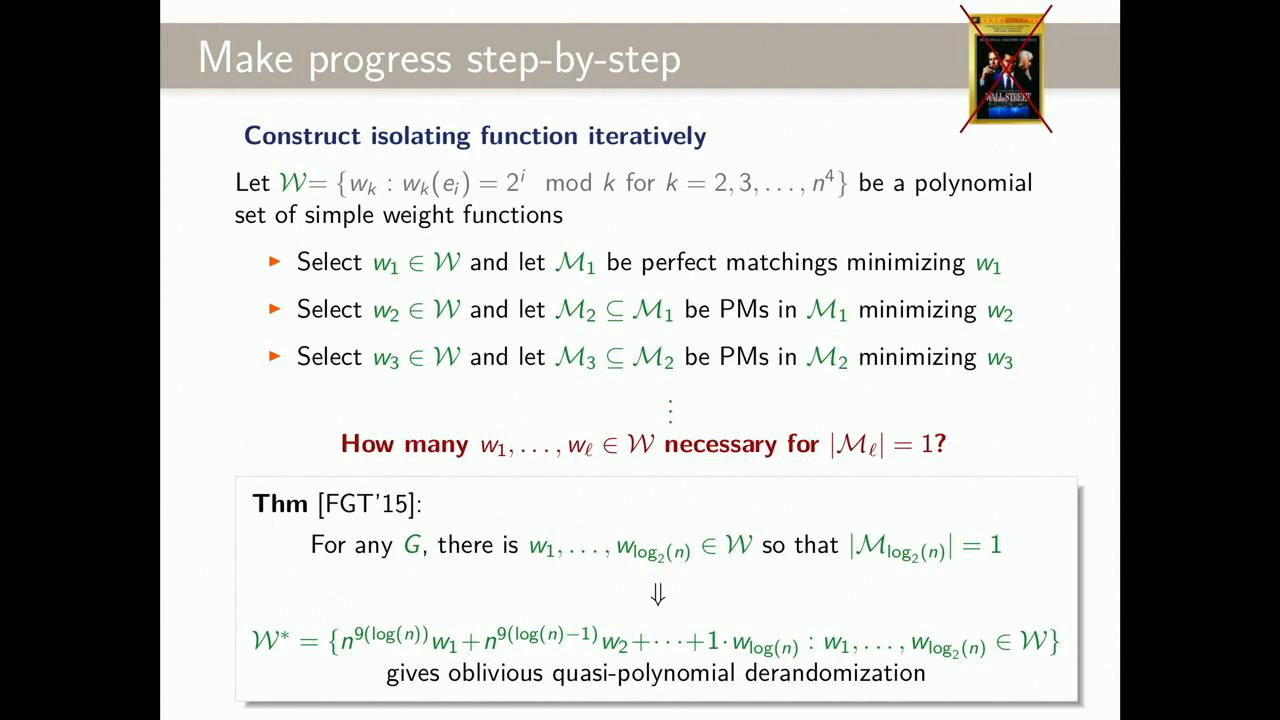 Make progress step-by-step
WALL STREET
Construct isolating function iteratively
Let 𝒲= {w_k : w_k(e_i) = 2^i mod k for k = 2, 3, . . . , n^4} be a polynomial
set of simple weight functions
▶ Select w_1 ∈ 𝒲 and let ℳ_1 be perfect matchings minimizing w_1
▶ Select w_2 ∈ 𝒲 and let ℳ_2 ⊆ ℳ_1 be PMs in ℳ_1 minimizing w_2
▶ Select w_3 ∈ 𝒲 and let ℳ_3 ⊆ ℳ_2 be PMs in ℳ_2 minimizing w_3
⋮
How many w_1, . . . , w_ℓ ∈ 𝒲 necessary for |ℳ_ℓ| = 1?
Thm [FGT'15]:
For any G, there is w_1, . . . , w_{log_2(n)} ∈ 𝒲 so that |ℳ_{log_2(n)}| = 1
⇓
𝒲* = {n^{9(log(n))}w_1+n^{9(log(n)−1)}w_2+···+1·w_{log(n)} : w_1, . . . , w_{log_2(n)} ∈ 𝒲}
gives oblivious quasi-polynomial derandomization